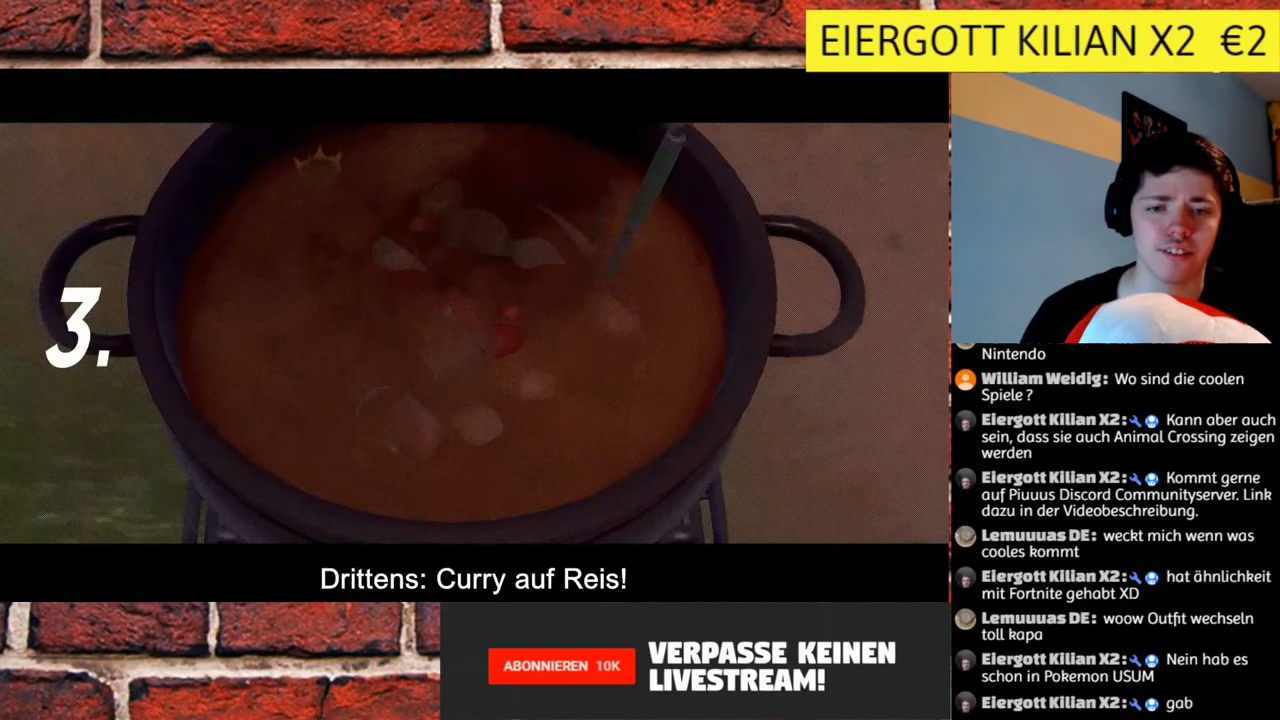 EIERGOTT KILIAN X2 €2
3.
Drittens: Curry auf Reis!
ABONNIEREN 10K
VERPASSE KEINEN
LIVESTREAM!
Nintendo
William Weidig: Wo sind die coolen
Spiele ?
Eiergott Kilian X2: Kann aber auch
sein, dass sie auch Animal Crossing zeigen
werden
Eiergott Kilian X2: Kommt gerne
auf Piuuus Discord Communityserver. Link
dazu in der Videobeschreibung.
Lemuuuas DE: weckt mich wenn was
cooles kommt
Eiergott Kilian X2: hat ähnlichkeit
mit Fortnite gehabt XD
Lemuuuas DE: woow Outfit wechseln
toll kapa
Eiergott Kilian X2: Nein hab es
schon in Pokemon USUM
Eiergott Kilian X2: gab